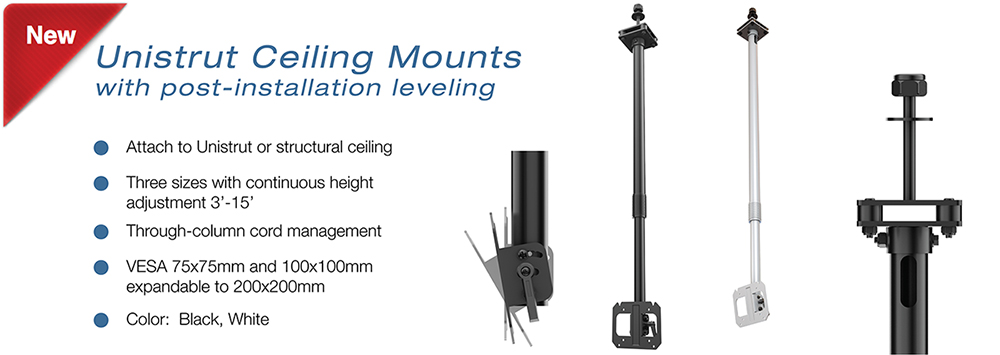 New
Unistrut Ceiling Mounts
with post-installation leveling
Attach to Unistrut or structural ceiling
Three sizes with continuous height
adjustment 3’-15’
Through-column cord management
VESA 75x75mm and 100x100mm
expandable to 200x200mm
Color:  Black, White